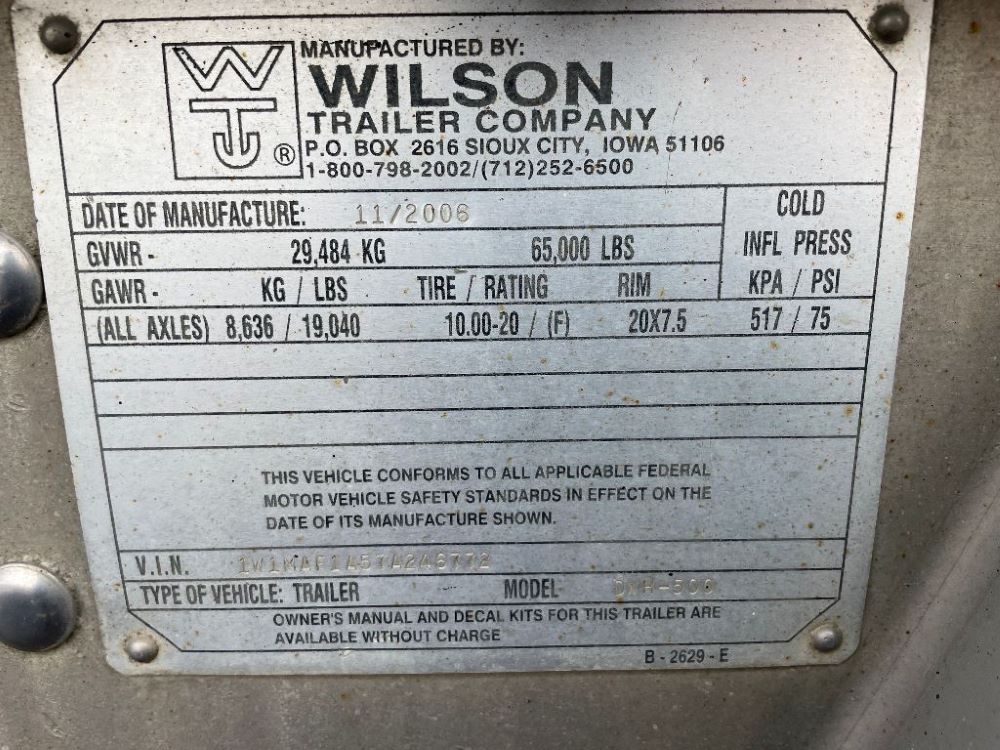 WTJ ®
MANUFACTURED BY:
WILSON
TRAILER COMPANY
P.O. BOX 2616 SIOUX CITY, IOWA 51106
1-800-798-2002/(712)252-6500
DATE OF MANUFACTURE: 11/2006
COLD
INFL PRESS
KPA / PSI
GVWR - 29,484 KG 65,000 LBS
GAWR - KG / LBS TIRE / RATING RIM
(ALL AXLES) 8,636 / 19,040 10.00-20 / (F) 20X7.5 517 / 75
THIS VEHICLE CONFORMS TO ALL APPLICABLE FEDERAL
MOTOR VEHICLE SAFETY STANDARDS IN EFFECT ON THE
DATE OF ITS MANUFACTURE SHOWN.
V.I.N.
TYPE OF VEHICLE: TRAILER MODEL
OWNER'S MANUAL AND DECAL KITS FOR THIS TRAILER ARE
AVAILABLE WITHOUT CHARGE
B - 2629 - E